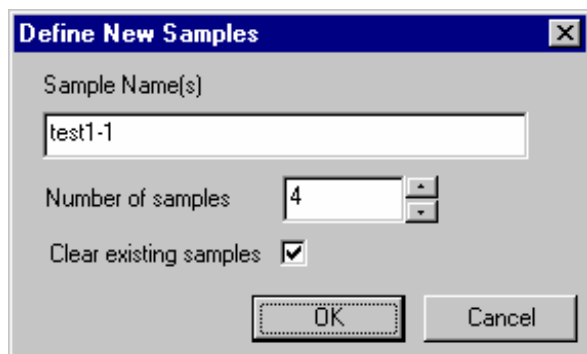 Define New Samples
Sample Name(s)
test1-1
Number of samples 4
Clear existing samples
OK Cancel